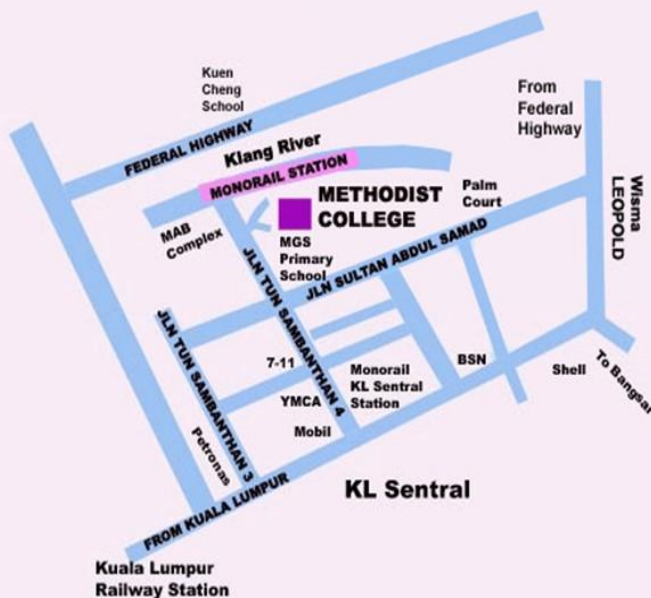 Kuen
Cheng
School
From
Federal
Highway
FEDERAL HIGHWAY
Klang River
MONORAIL STATION
METHODIST
COLLEGE
Palm
Court
Wisma
LEOPOLD
MAB
Complex
MGS
Primary
School
JLN SULTAN ABDUL SAMAD
JLN TUN SAMBANTHAN 4
JLN TUN SAMBANTHAN 3
7-11
YMCA
Mobil
Monorail
KL Sentral
Station
BSN
Shell
To Bangsar
Petronas
FROM KUALA LUMPUR
KL Sentral
Kuala Lumpur
Railway Station